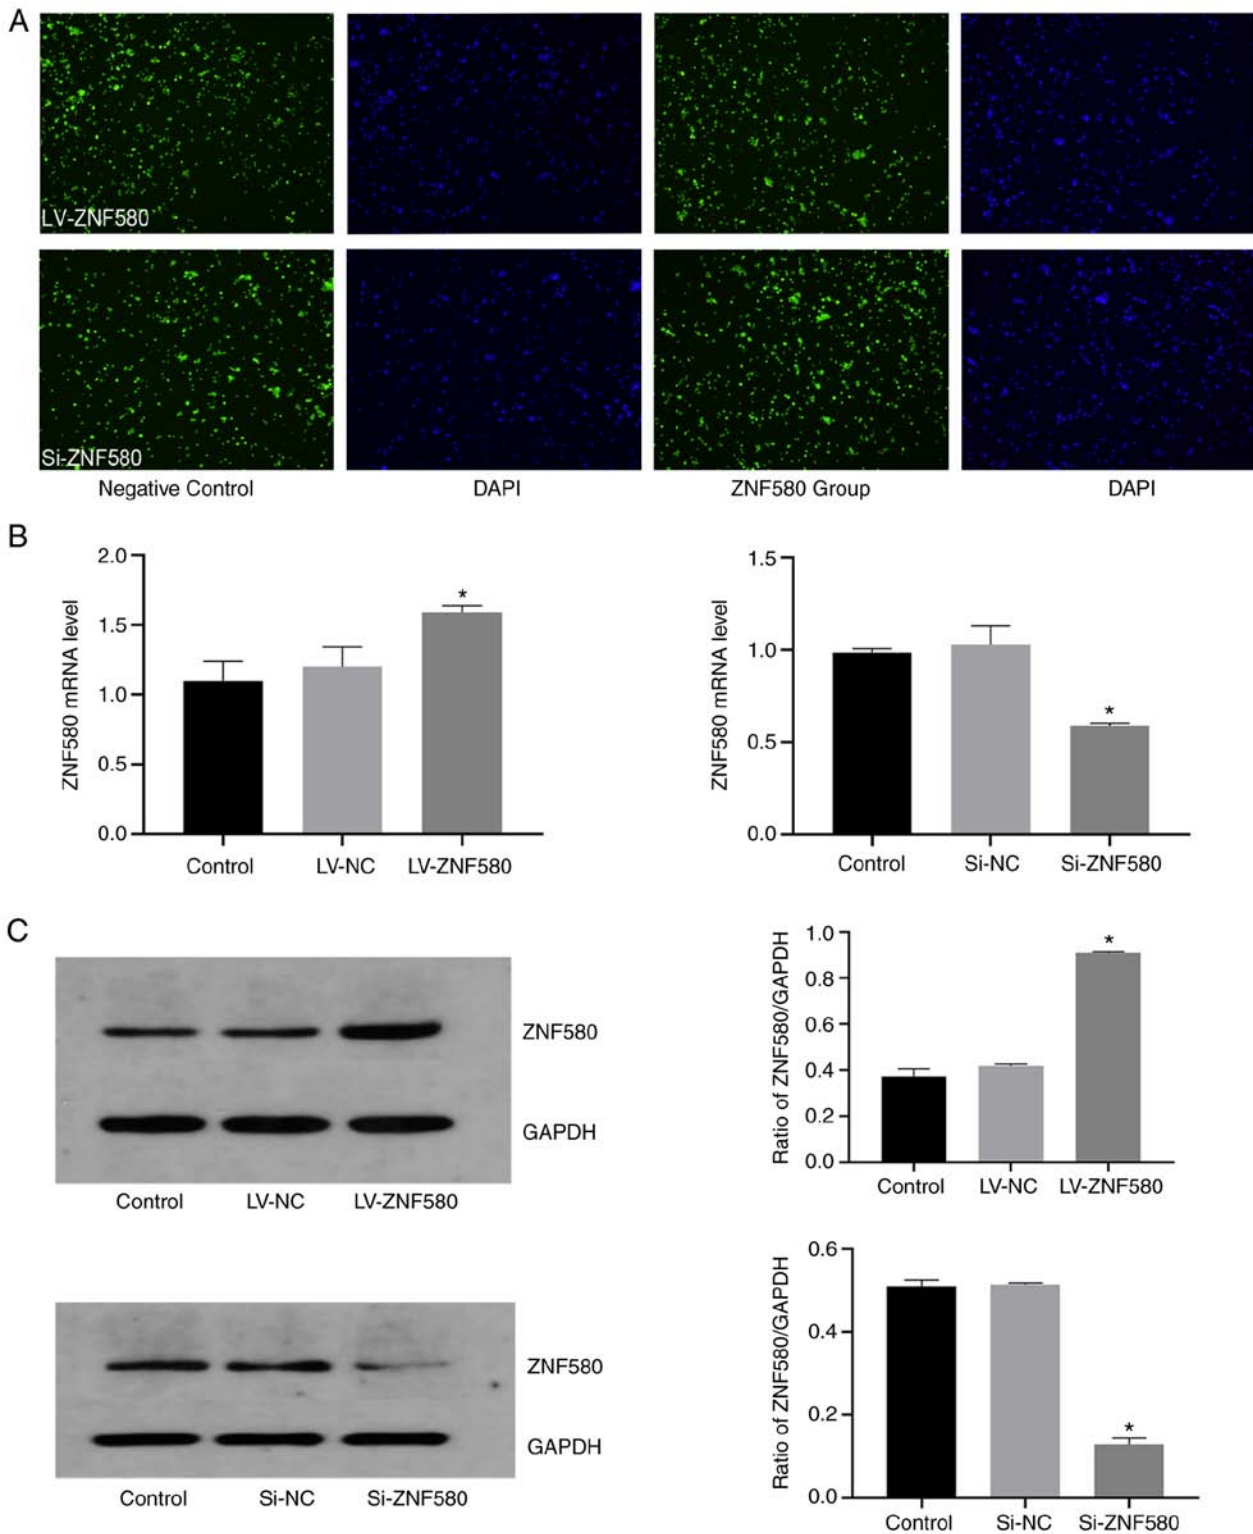 A
LV-ZNF580
Si-ZNF580
Negative Control DAPI ZNF580 Group DAPI
B
ZNF580 mRNA level
2.0
1.5
1.0
0.5
0.0
*
Control LV-NC LV-ZNF580
ZNF580 mRNA level
1.5
1.0
0.5
0.0
*
Control Si-NC Si-ZNF580
C
ZNF580
GAPDH
Control LV-NC LV-ZNF580
Ratio of ZNF580/GAPDH
1.0
0.8
0.6
0.4
0.2
0.0
*
Control LV-NC LV-ZNF580
ZNF580
GAPDH
Control Si-NC Si-ZNF580
Ratio of ZNF580/GAPDH
0.6
0.4
0.2
0.0
*
Control Si-NC Si-ZNF580